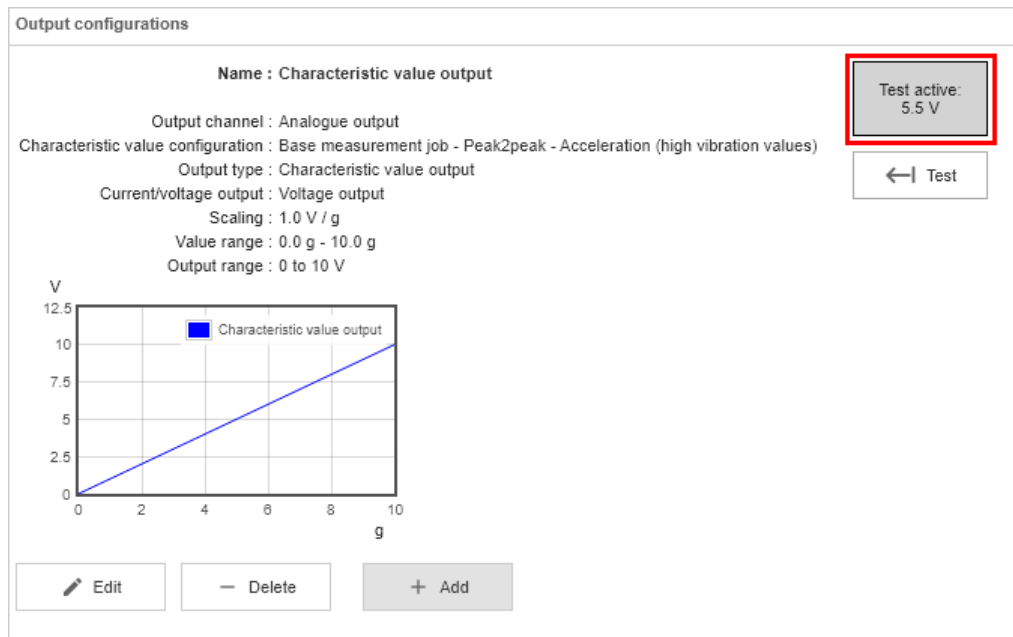 Output configurations
Name : Characteristic value output
Test active:
5.5 V
Output channel : Analogue output
Characteristic value configuration : Base measurement job - Peak2peak - Acceleration (high vibration values)
Output type : Characteristic value output
Test
Current/voltage output : Voltage output
Scaling : 1.0 V / g
Value range : 0.0 g - 10.0 g
Output range : 0 to 10 V
V
12.5
Characteristic value output
10
7.5
5
2.5
0
0 2 4 6 8 10
g
Edit
Delete
Add